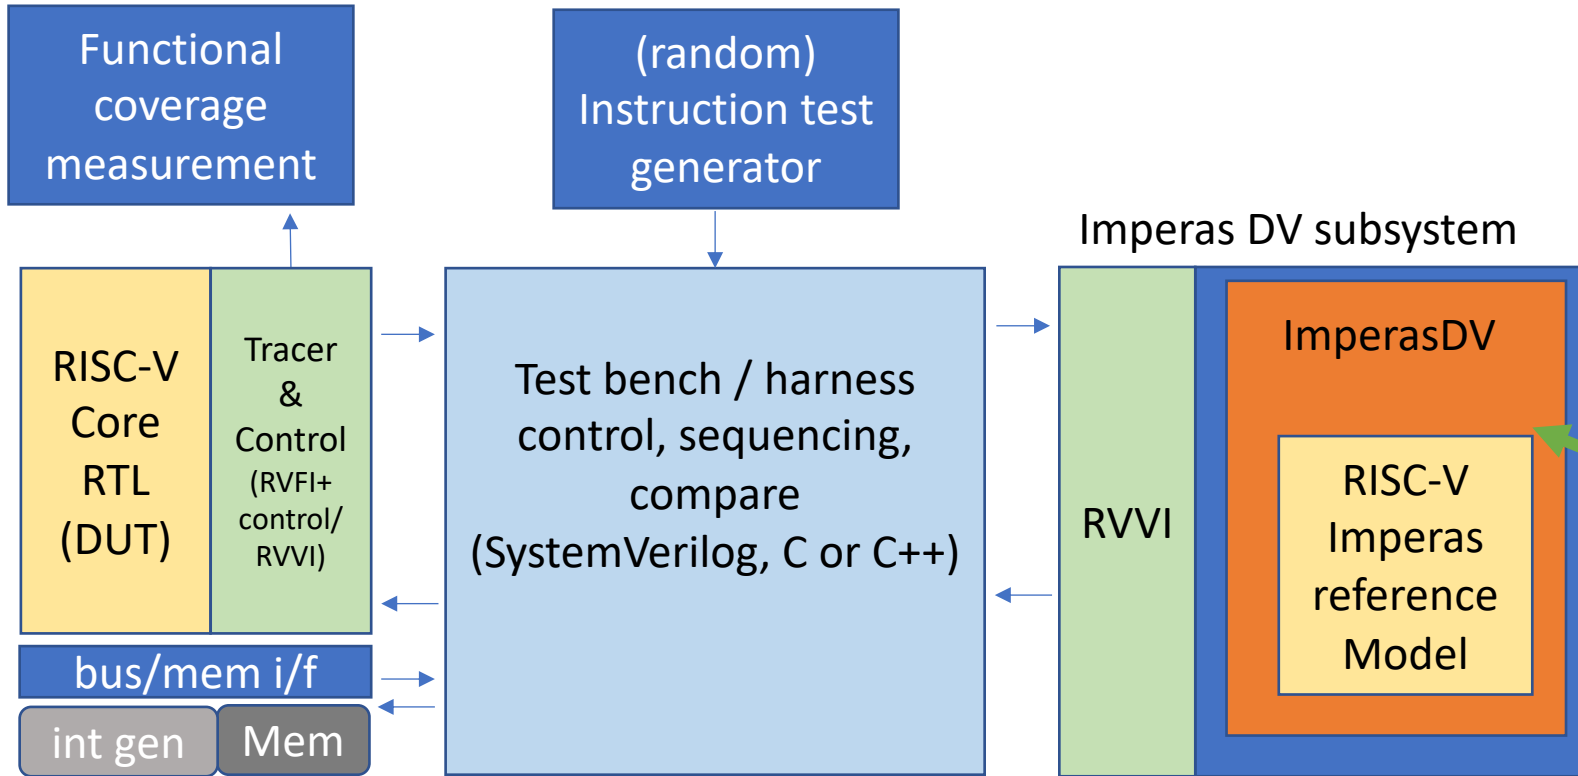 Functional
coverage
measurement
(random)
Instruction test
generator
Imperas DV subsystem
RISC-V
Core
RTL
(DUT)
Tracer
&
Control
(RVFI+
control/
RVVI)
Test bench / harness
control, sequencing,
compare
(SystemVerilog, C or C++)
RVVI
ImperasDV
RISC-V
Imperas
reference
Model
bus/mem i/f
int gen
Mem